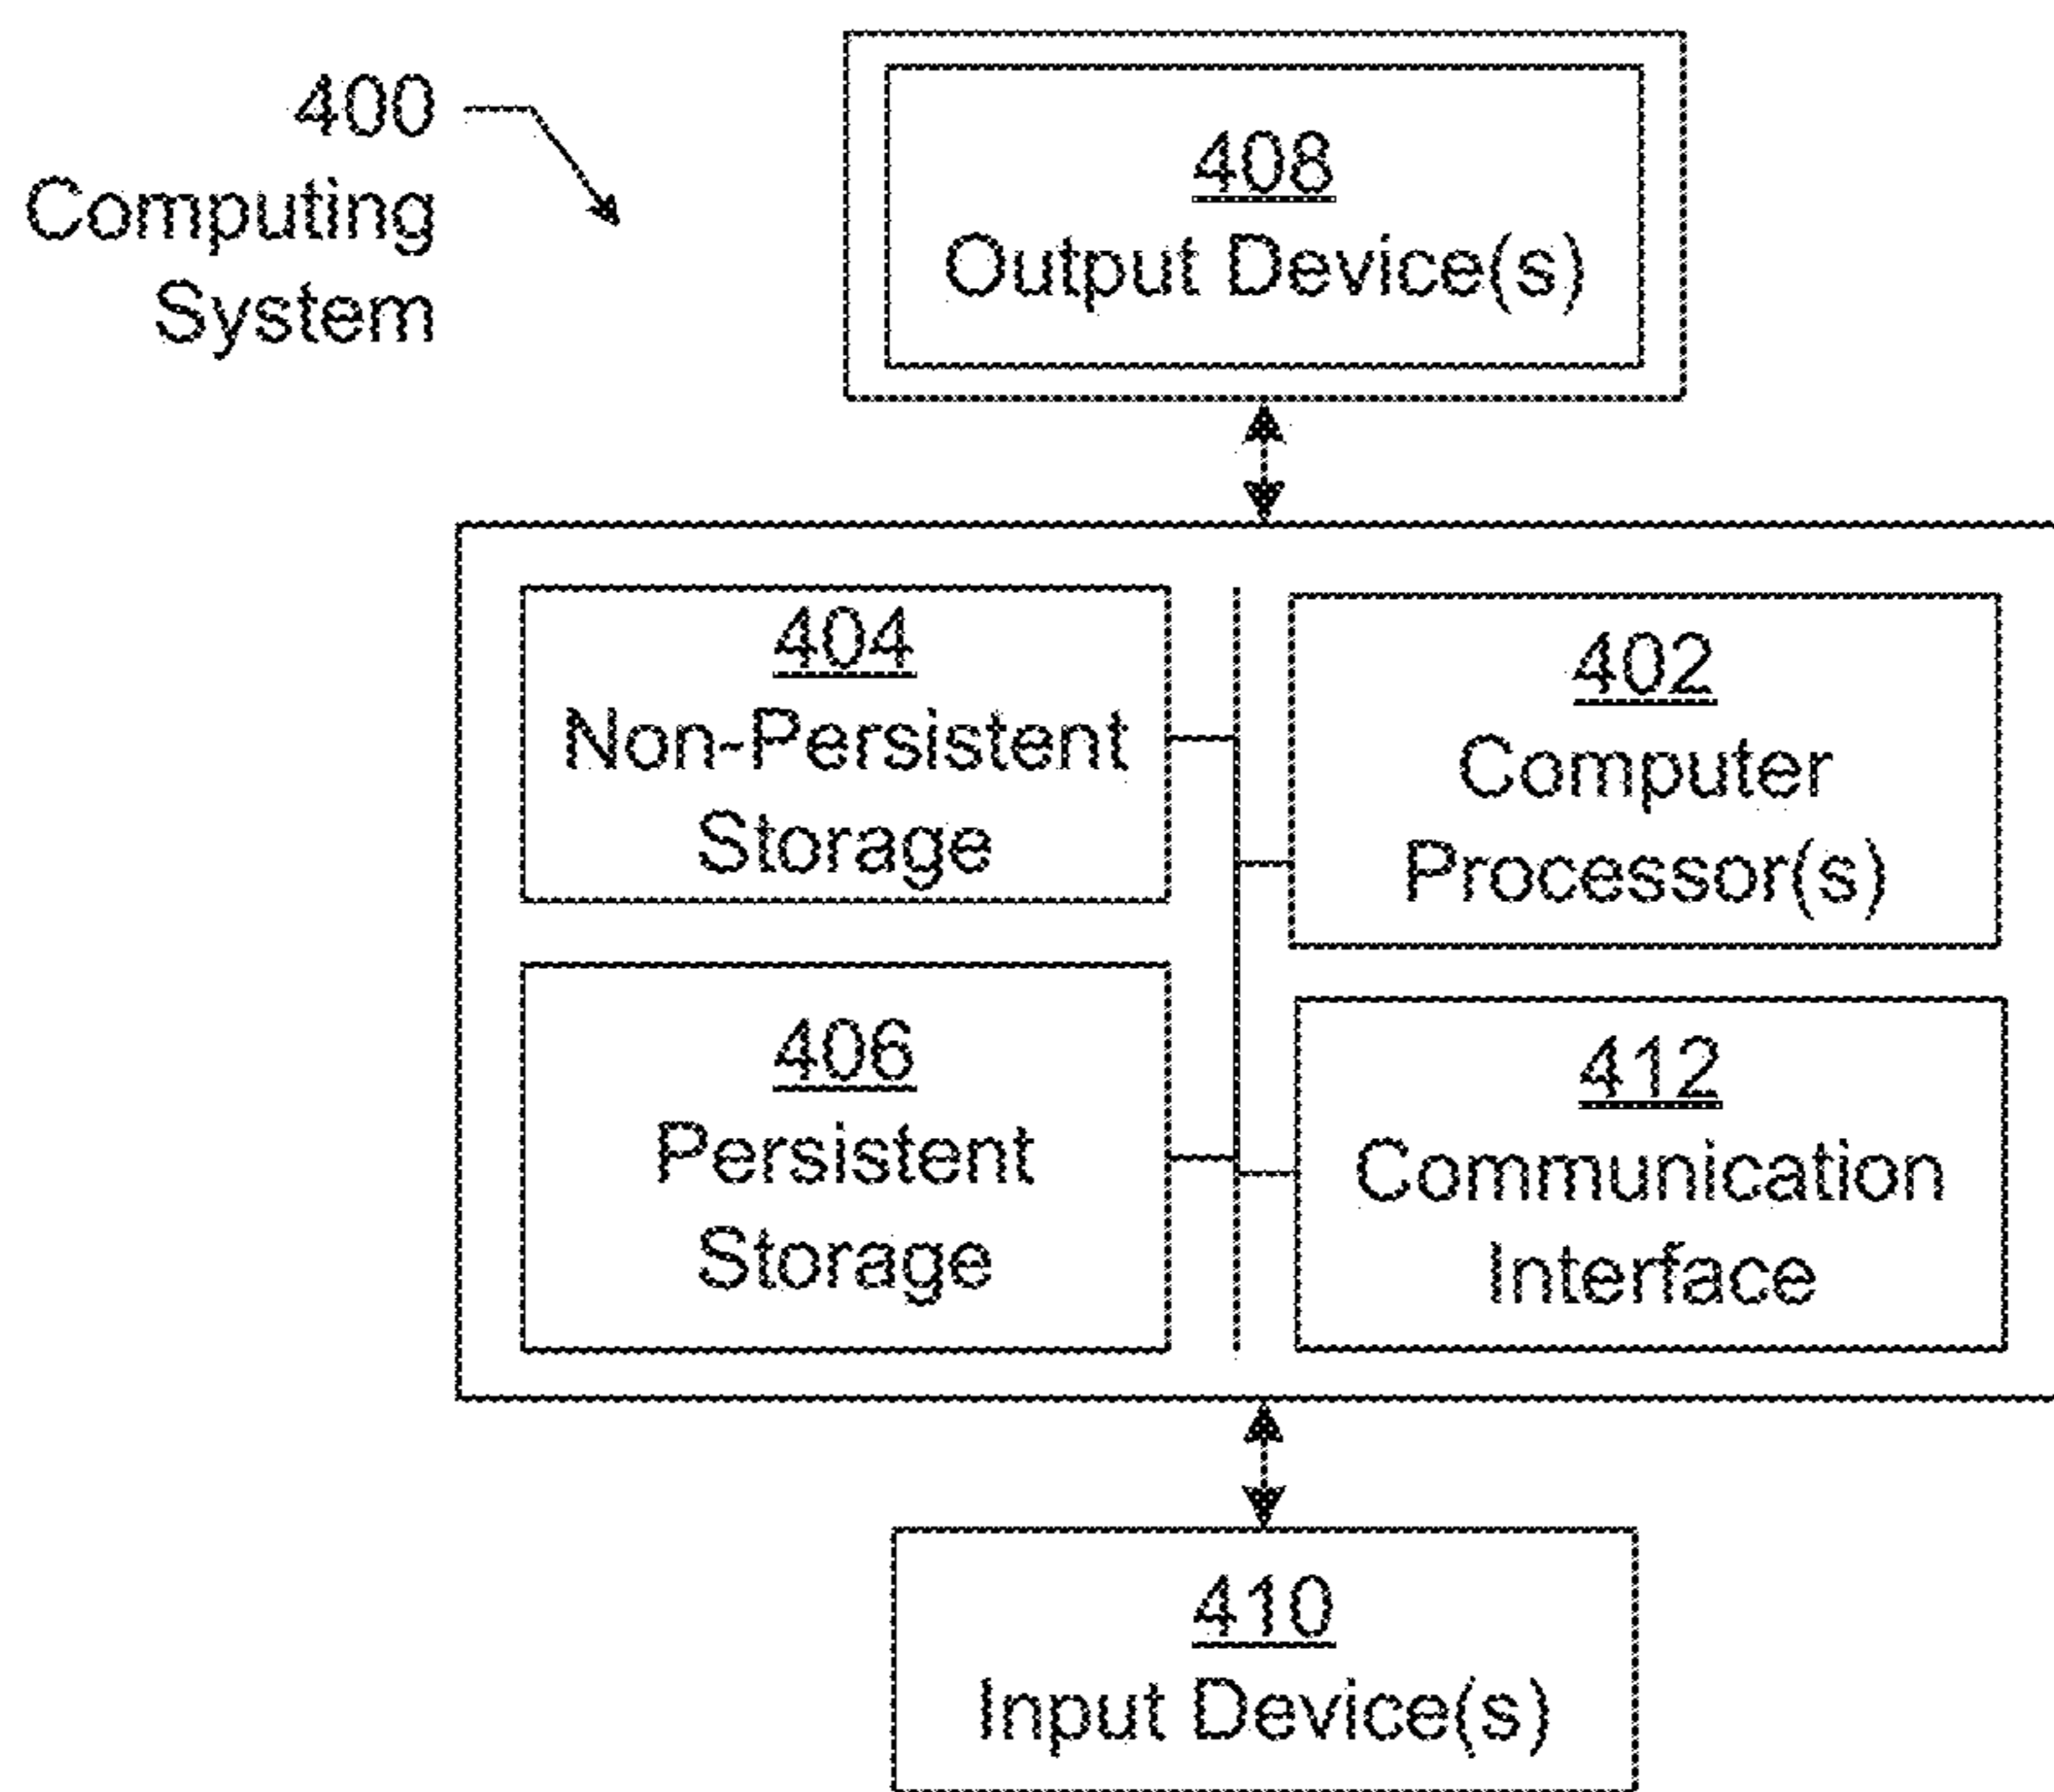 400
Computing
System
408
Output Device(s)
404
Non-Persistent
Storage
402
Computer
Processor(s)
406
Persistent
Storage
412
Communication
Interface
410
Input Device(s)